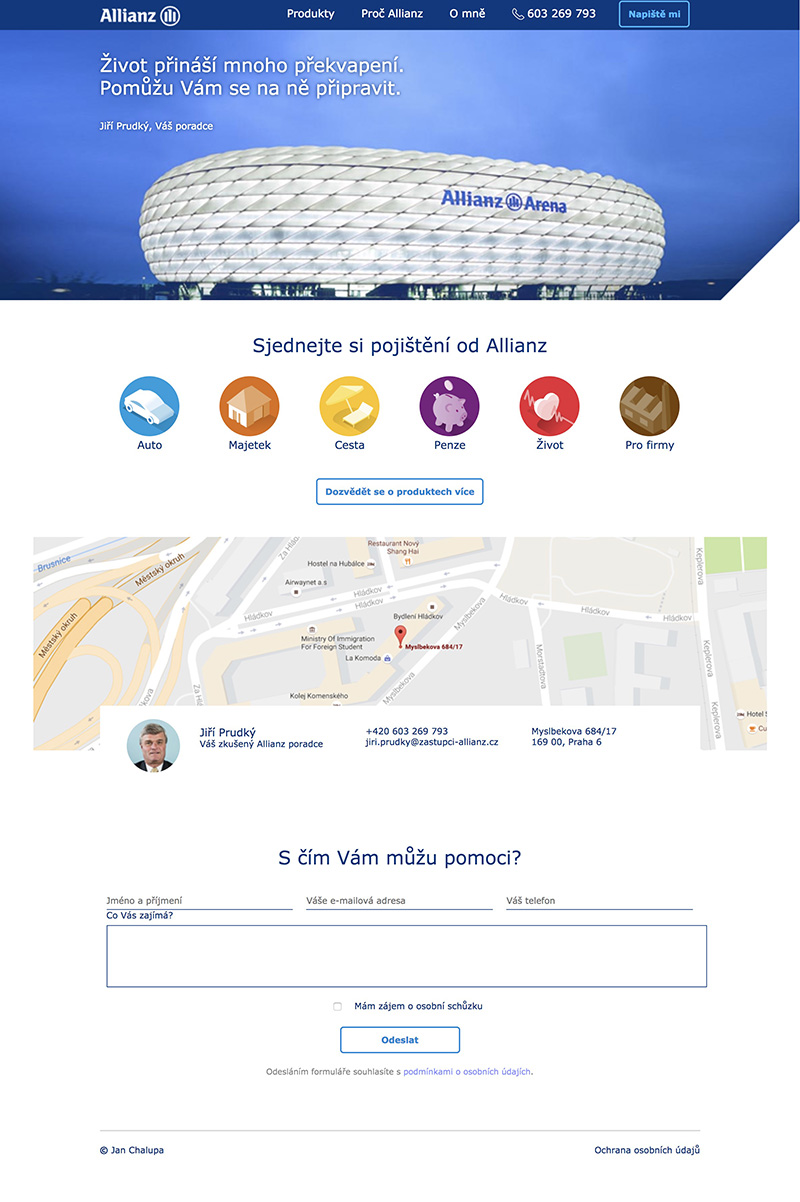 Allianz
Produkty
Proč Allianz
O mně
603 269 793
Napiště mi
Život přináší mnoho překvapení.
Pomůžu Vám se na ně připravit.
Jiří Prudký, Váš poradce
Allianz Arena
Sjednejte si pojištění od Allianz
Auto
Majetek
Cesta
Penze
Život
Pro firmy
Dozvědět se o produktech více
Brusnice
Městský okruh
Městský okruh
Za Hlád
Restaurant Nový
Shang Hai
Hostel na Hubálce
Airwaynet a s
Hládkov
Hládkov
Hládkov
Hládkov
Bydlení Hládkov
Myslbekova
Ministry Of Immigration
For Foreign Student
La Komoda
Myslbekova 684/17
Kolej Komenského
Myslbekova
Morstadtova
Keplerova
Keplerova
Keplerova
Hládkova
Za H
Hotel S
Cu
Jiří Prudký
Váš zkušený Allianz poradce
+420 603 269 793
jiri.prudky@zastupci-allianz.cz
Myslbekova 684/17
169 00, Praha 6
S čím Vám můžu pomoci?
Jméno a příjmení
Váše e-mailová adresa
Váš telefon
Co Vás zajímá?
Mám zájem o osobní schůzku
Odeslat
Odesláním formuláře souhlasíte s podmínkami o osobních údajích.
© Jan Chalupa
Ochrana osobních údajů